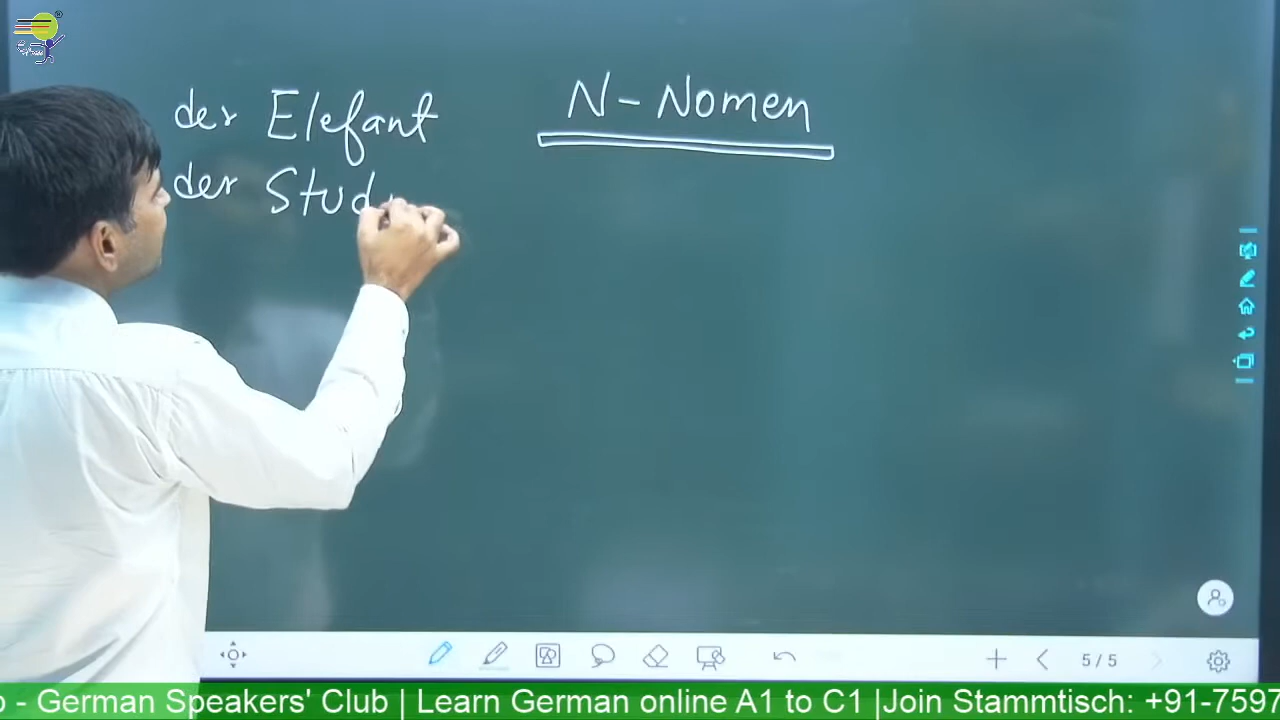 N - Nomen
der Elefant
der Stud
5/5
- German Speakers' Club | Learn German online A1 to C1 |Join Stammtisch: +91-7597